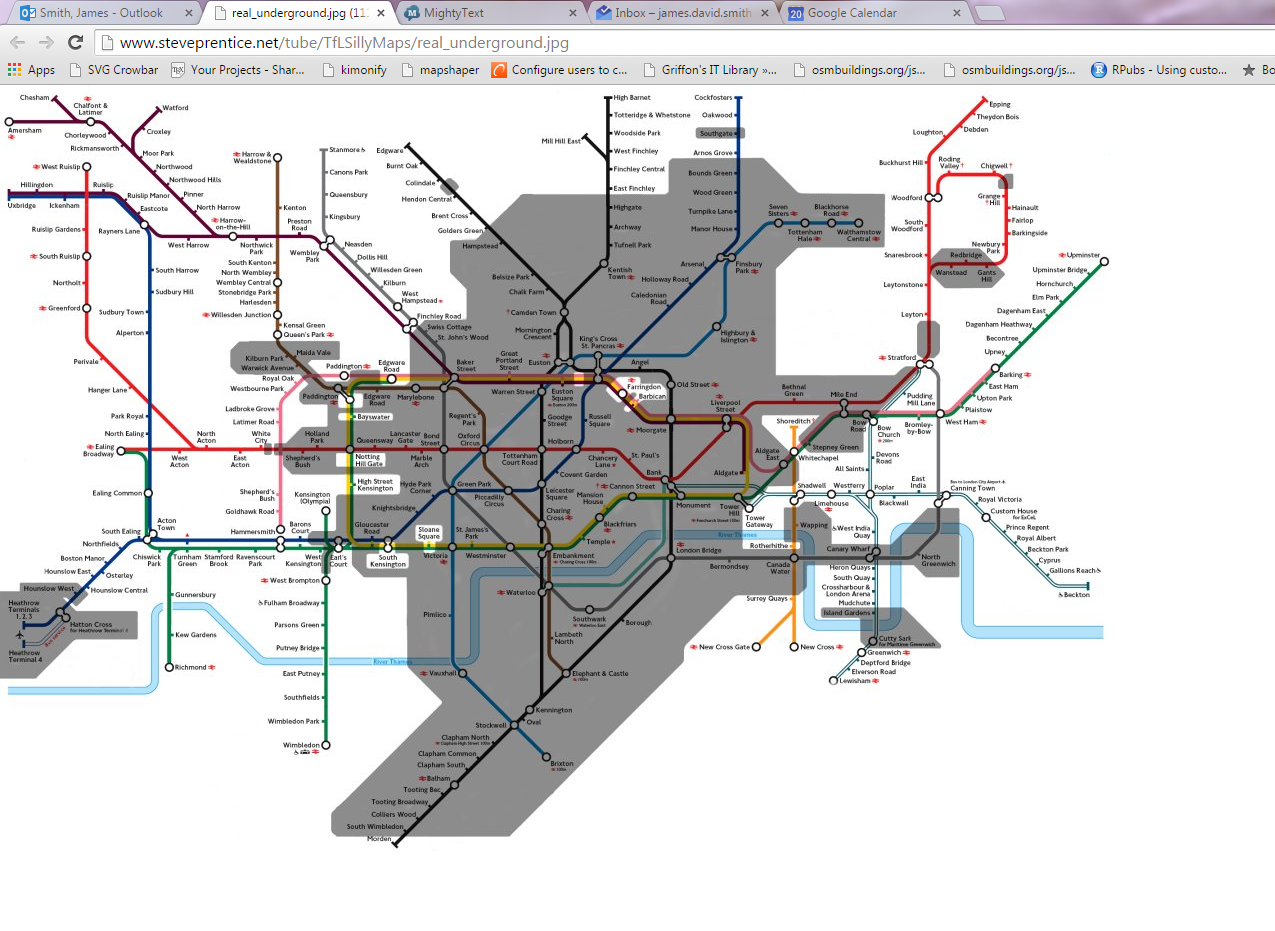 Smith, James - Outlook
real_underground.jpg (11
MightyText
Inbox – james.david.smith
Google Calendar
www.steveprentice.net/tube/TfLSillyMaps/real_underground.jpg
Apps
SVG Crowbar
Your Projects - Shar...
kimonify
mapshaper
Configure users to c...
Griffon's IT Library »...
osmbuildings.org/js...
osmbuildings.org/js...
RPubs - Using custo...
Bo
Chesham
Chalfont &
Latimer
Watford
Amersham
Chorleywood
Croxley
Rickmansworth
Moor Park
Northwood
West Ruislip
Northwood Hills
Hillingdon
Ruislip
Ruislip Manor
Pinner
Uxbridge
Ickenham
Eastcote
North Harrow
Ruislip Gardens
Rayners Lane
Harrow-
on-the-Hill
West Harrow
Northwick
Park
Preston
Road
Harrow &
Wealdstone
Kenton
South Kenton
North Wembley
Wembley Central
Stonebridge Park
Harlesden
Willesden Junction
Kensal Green
Queen's Park
Stanmore
Canons Park
Queensbury
Kingsbury
Wembley
Park
Neasden
Dollis Hill
Willesden Green
Kilburn
West
Hampstead
Finchley Road
Swiss Cottage
St. John's Wood
Edgware
Burnt Oak
Colindale
Hendon Central
Brent Cross
Golders Green
Hampstead
Belsize Park
Chalk Farm
Camden Town
Mornington
Crescent
High Barnet
Totteridge & Whetstone
Woodside Park
Mill Hill East
West Finchley
Finchley Central
East Finchley
Highgate
Archway
Tufnell Park
Kentish
Town
Cockfosters
Oakwood
Southgate
Arnos Grove
Bounds Green
Wood Green
Turnpike Lane
Manor House
Arsenal
Finsbury
Park
Holloway Road
Caledonian
Road
Seven
Sisters
Blackhorse
Road
Tottenham
Hale
Walthamstow
Central
Highbury &
Islington
Epping
Theydon Bois
Debden
Loughton
Buckhurst Hill
Roding
Valley
Chigwell
Woodford
Grange
Hill
Hainault
Fairlop
Barkingside
South
Woodford
Newbury
Park
Snaresbrook
Redbridge
Wanstead
Gants
Hill
Leytonstone
Leyton
Stratford
Upminster
Upminster Bridge
Hornchurch
Elm Park
Dagenham East
Dagenham Heathway
Becontree
Upney
Barking
East Ham
Upton Park
Plaistow
West Ham
South Ruislip
Northolt
Greenford
Perivale
Hanger Lane
South Harrow
Sudbury Hill
Sudbury Town
Alperton
Park Royal
North Ealing
Ealing
Broadway
West
Acton
North
Acton
East
Acton
White
City
Kilburn Park
Maida Vale
Warwick Avenue
Royal Oak
Westbourne Park
Ladbroke Grove
Latimer Road
Paddington
Paddington
Edgware
Road
Edgware
Road
Marylebone
Baker
Street
Great
Portland
Street
Euston
King's Cross
St. Pancras
Angel
Warren Street
Euston
Square
Farringdon
Barbican
Old Street
Moorgate
Liverpool
Street
Bethnal
Green
Mile End
Bow
Road
Pudding
Mill Lane
Bow
Church
Bromley-
by-Bow
Bayswater
Holland
Park
Queensway
Lancaster
Gate
Bond
Street
Marble
Arch
Regent's
Park
Oxford
Circus
Goodge
Street
Russell
Square
Tottenham
Court Road
Holborn
Chancery
Lane
St. Paul's
Bank
Shoreditch
Aldgate
East
Aldgate
Whitechapel
Stepney Green
Devons
Road
All Saints
Shepherd's
Bush
Notting
Hill Gate
Shepherd's
Bush
Goldhawk Road
Hammersmith
High Street
Kensington
Kensington
(Olympia)
Hyde Park
Corner
Green Park
Piccadilly
Circus
Covent Garden
Leicester
Square
Mansion
House
Cannon Street
Monument
Tower
Hill
Fenchurch Street 150m
Tower
Gateway
Shadwell
Limehouse
Westferry
Poplar
Blackwall
East
India
Bus to London City Airport
Canning Town
Royal Victoria
Custom House
for ExCeL
Prince Regent
Royal Albert
Beckton Park
Cyprus
Gallions Reach
Beckton
Ealing Common
South Ealing
Northfields
Boston Manor
Hounslow East
Osterley
Hounslow West
Hounslow Central
Heathrow
Terminals
1, 2, 3
Hatton Cross
for Heathrow Terminal 4
Heathrow
Terminal 4
Acton
Town
Chiswick
Park
Turnham
Green
Stamford
Brook
Ravenscourt
Park
Barons
Court
West
Kensington
Earl's
Court
Gloucester
Road
South
Kensington
Knightsbridge
Sloane
Square
Victoria
St. James's
Park
Westminster
Charing
Cross
Embankment
Charing Cross 100m
Temple
Blackfriars
River Thames
London Bridge
Bermondsey
Wapping
Rotherhithe
Canada
Water
West India
Quay
Canary Wharf
Heron Quays
South Quay
Crossharbour &
London Arena
Mudchute
Island Gardens
North
Greenwich
Surrey Quays
New Cross Gate
New Cross
Cutty Sark
for Maritime Greenwich
Greenwich
Deptford Bridge
Elverson Road
Lewisham
Gunnersbury
Kew Gardens
Richmond
West Brompton
Fulham Broadway
Parsons Green
Putney Bridge
River Thames
East Putney
Southfields
Wimbledon Park
Wimbledon
Pimlico
Vauxhall
Waterloo
Southwark
Waterloo East
Borough
Lambeth
North
Elephant & Castle
Kennington
Stockwell
Oval
Clapham North
Clapham High Street 100m
Brixton
Clapham Common
Clapham South
Balham
Tooting Bec
Tooting Broadway
Colliers Wood
South Wimbledon
Morden